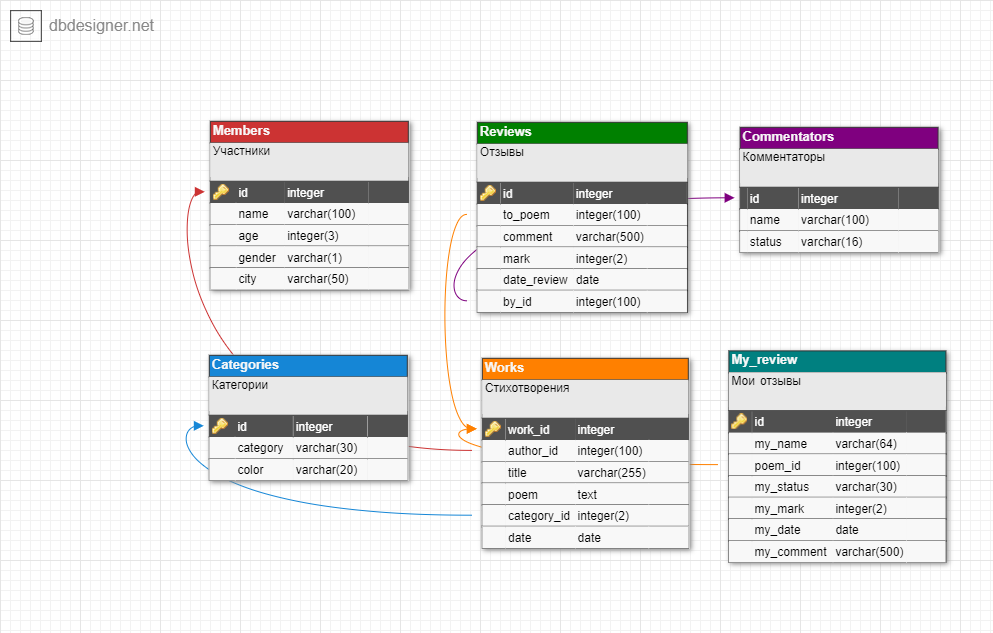 dbdesigner.net
Members
Участники
id integer
name varchar(100)
age integer(3)
gender varchar(1)
city varchar(50)
Reviews
Отзывы
id integer
to_poem integer(100)
comment varchar(500)
mark integer(2)
date_review date
by_id integer(100)
Commentators
Комментаторы
id integer
name varchar(100)
status varchar(16)
Categories
Категории
id integer
category varchar(30)
color varchar(20)
Works
Стихотворения
work_id integer
author_id integer(100)
title varchar(255)
poem text
category_id integer(2)
date date
My_review
Мои отзывы
id integer
my_name varchar(64)
poem_id integer(100)
my_status varchar(30)
my_mark integer(2)
my_date date
my_comment varchar(500)